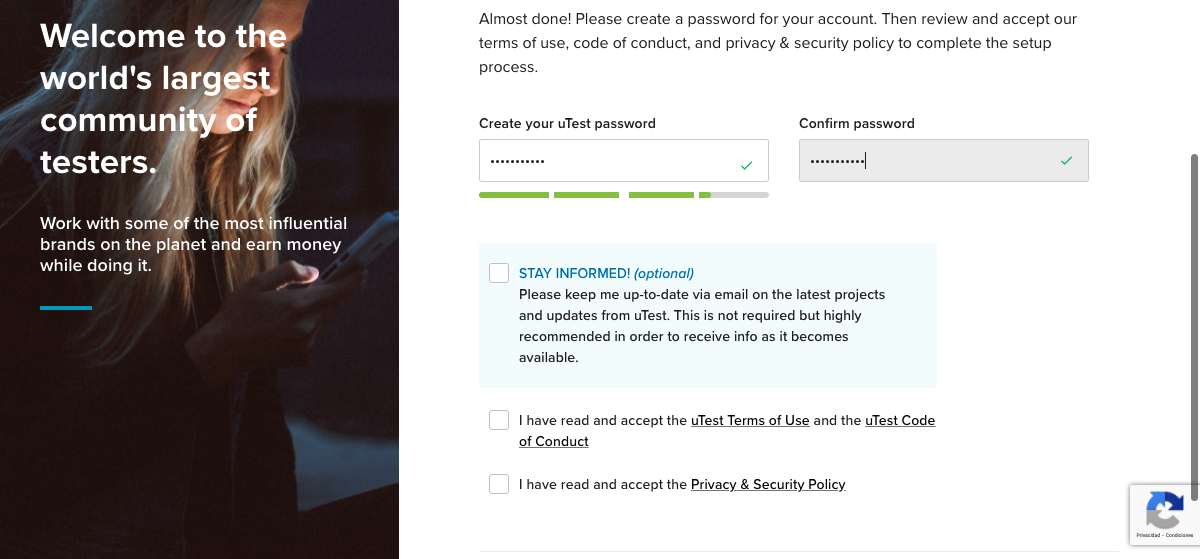 Welcome to the
world's largest
community of
testers.
Work with some of the most influential
brands on the planet and earn money
while doing it.
Almost done! Please create a password for your account. Then review and accept our
terms of use, code of conduct, and privacy & security policy to complete the setup
process.
Create your uTest password
Confirm password
•••••••••••
•••••••••••
STAY INFORMED! (optional)
Please keep me up-to-date via email on the latest projects
and updates from uTest. This is not required but highly
recommended in order to receive info as it becomes
available.
I have read and accept the uTest Terms of Use and the uTest Code
of Conduct
I have read and accept the Privacy & Security Policy
Privacidad - Condiciones